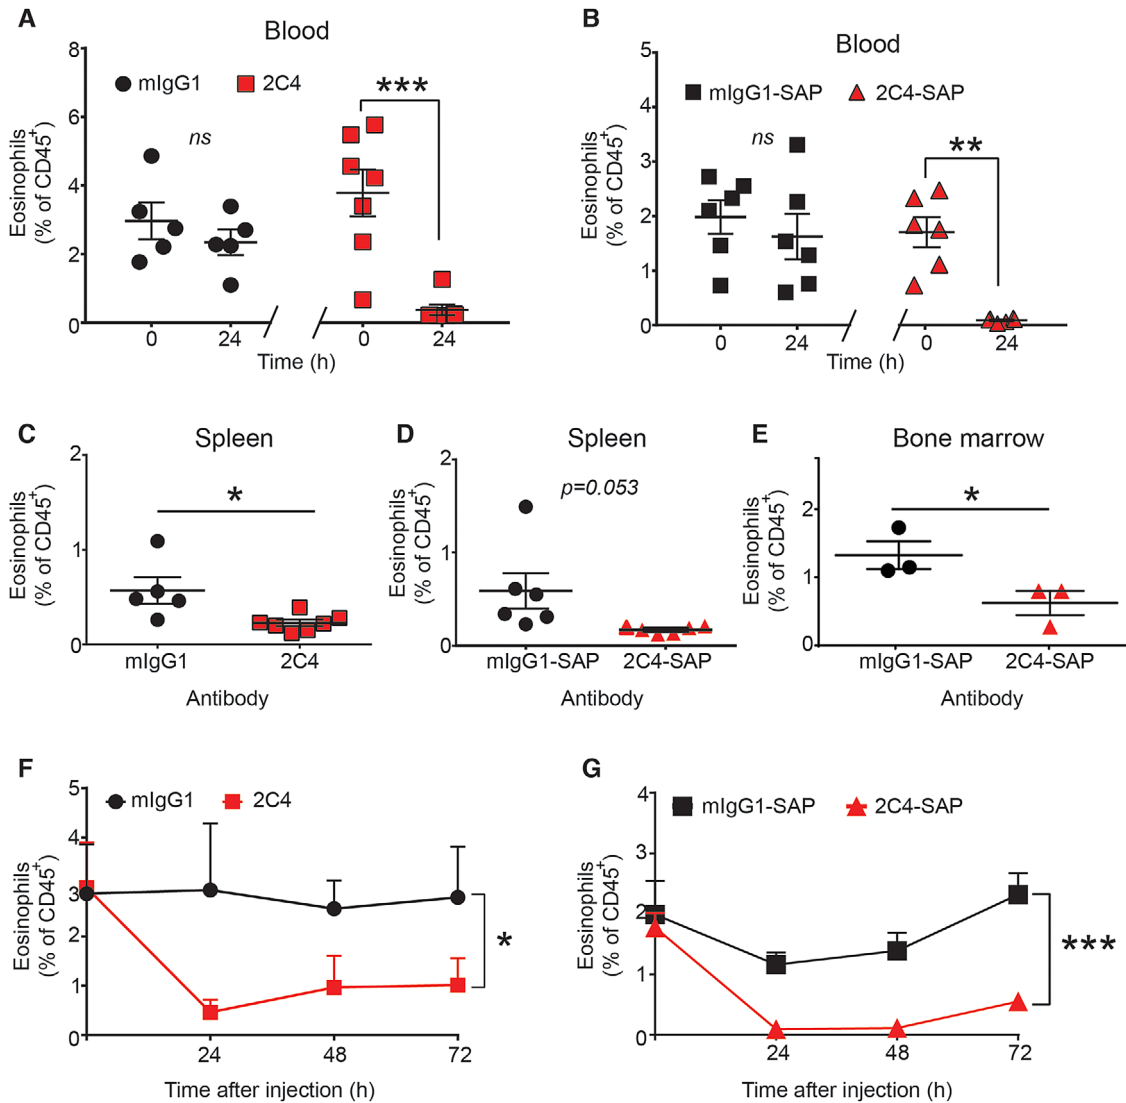 A
Blood
mIgG1
2C4
ns
***
Eosinophils
(% of CD45⁺)
8
6
4
2
0
0
24
0
24
Time (h)
B
Blood
mIgG1-SAP
2C4-SAP
ns
**
Eosinophils
(% of CD45⁺)
5
4
3
2
1
0
0
24
0
24
Time (h)
C
Spleen
*
Eosinophils
(% of CD45⁺)
2
1
0
mIgG1
2C4
Antibody
D
Spleen
p=0.053
Eosinophils
(% of CD45⁺)
2
1
0
mIgG1-SAP
2C4-SAP
Antibody
E
Bone marrow
*
Eosinophils
(% of CD45⁺)
2
1
0
mIgG1-SAP
2C4-SAP
Antibody
F
mIgG1
2C4
*
Eosinophils
(% of CD45⁺)
5
4
3
2
1
0
24
48
72
Time after injection (h)
G
mIgG1-SAP
2C4-SAP
***
Eosinophils
(% of CD45⁺)
4
3
2
1
0
24
48
72
Time after injection (h)